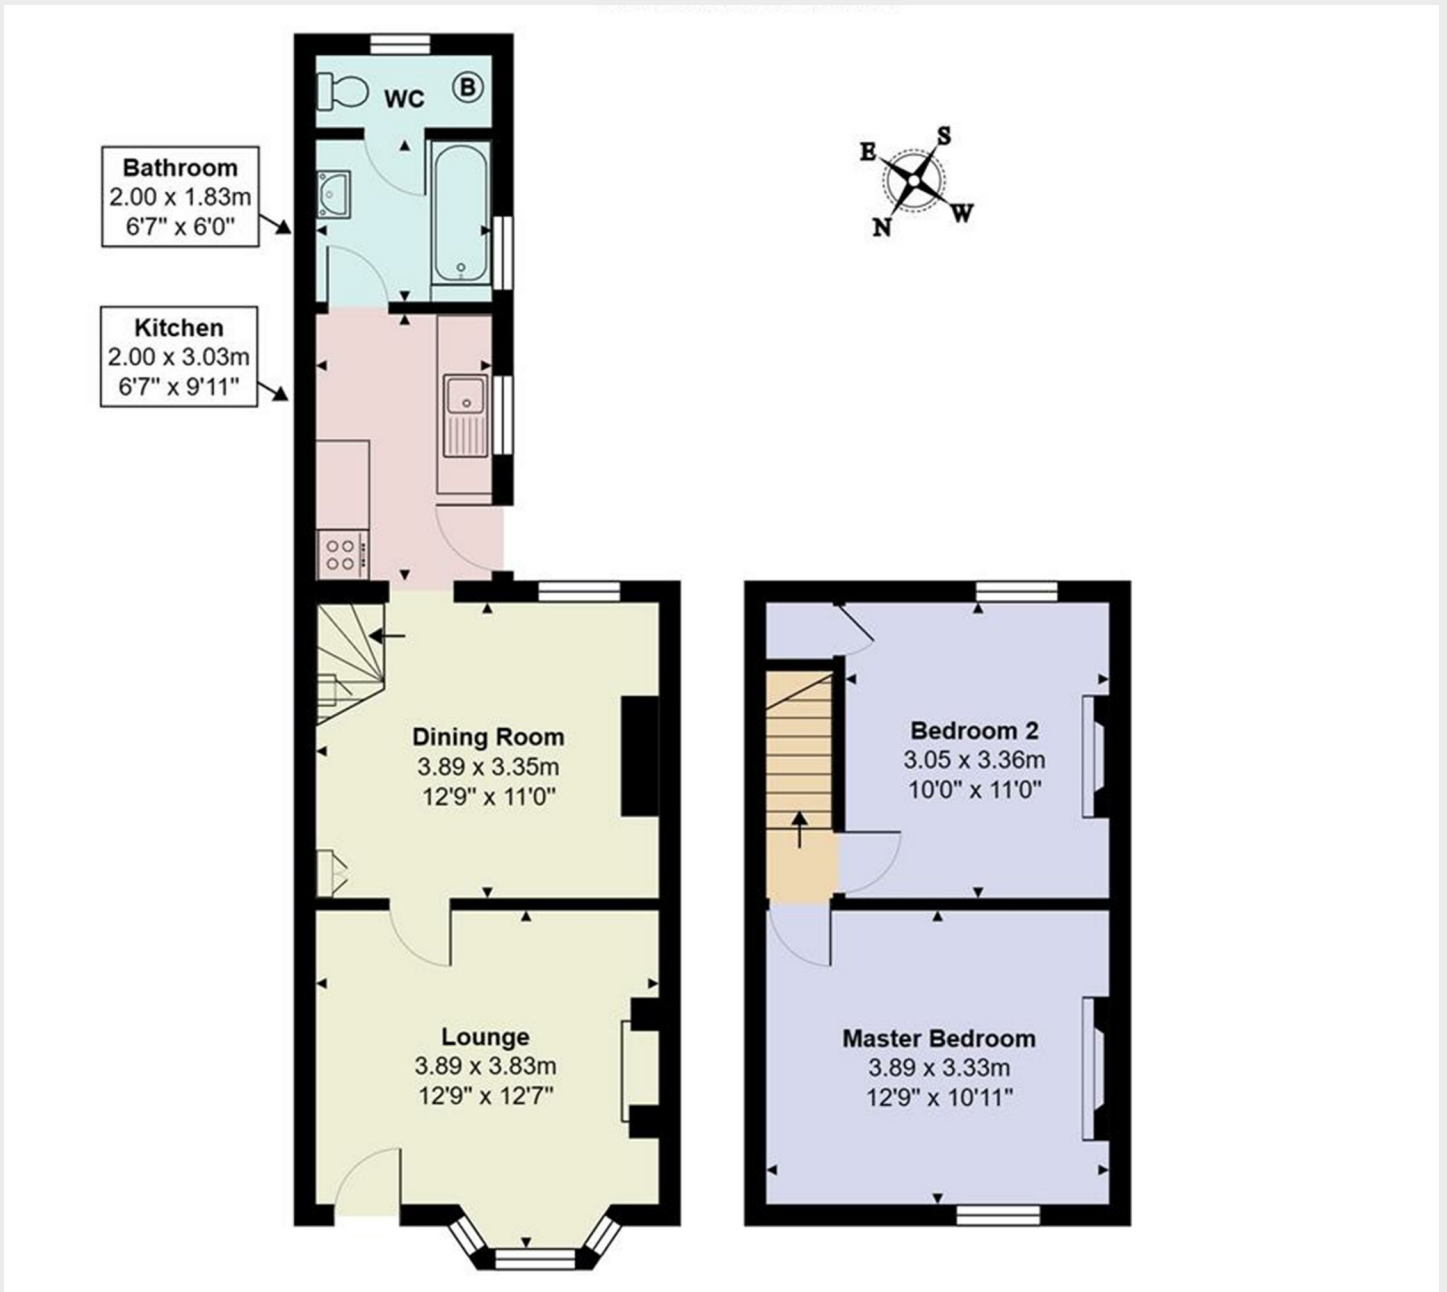 WC
B
Bathroom
2.00 x 1.83m
6'7" x 6'0"
Kitchen
2.00 x 3.03m
6'7" x 9'11"
S
E
W
N
Dining Room
3.89 x 3.35m
12'9" x 11'0"
Bedroom 2
3.05 x 3.36m
10'0" x 11'0"
Lounge
3.89 x 3.83m
12'9" x 12'7"
Master Bedroom
3.89 x 3.33m
12'9" x 10'11"